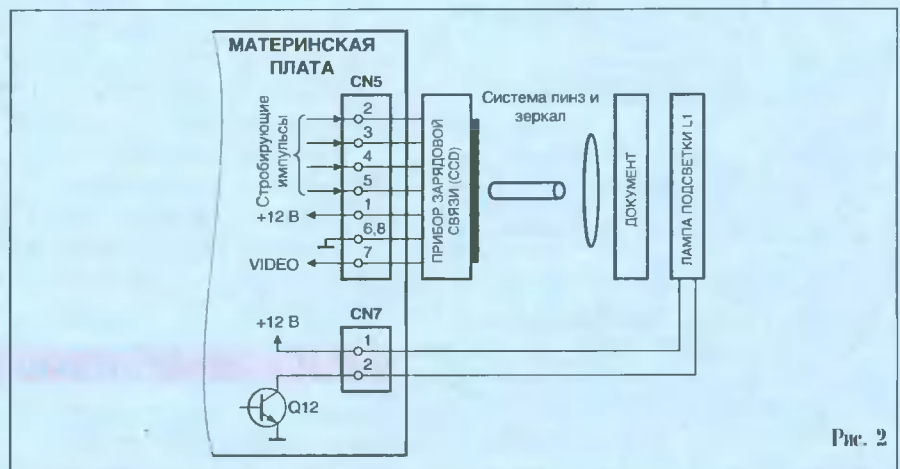 МАТЕРИНСКАЯ
ПЛАТА
CN5
Стробирующие
импульсы
2
3
4
5
1
6,8
7
+12 В
VIDEO
ПРИБОР ЗАРЯДОВОЙ
СВЯЗИ (CCD)
Система линз и
зеркал
ДОКУМЕНТ
ЛАМПА ПОДСВЕТКИ L1
CN7
+12 В
1
2
Q12
Рис. 2